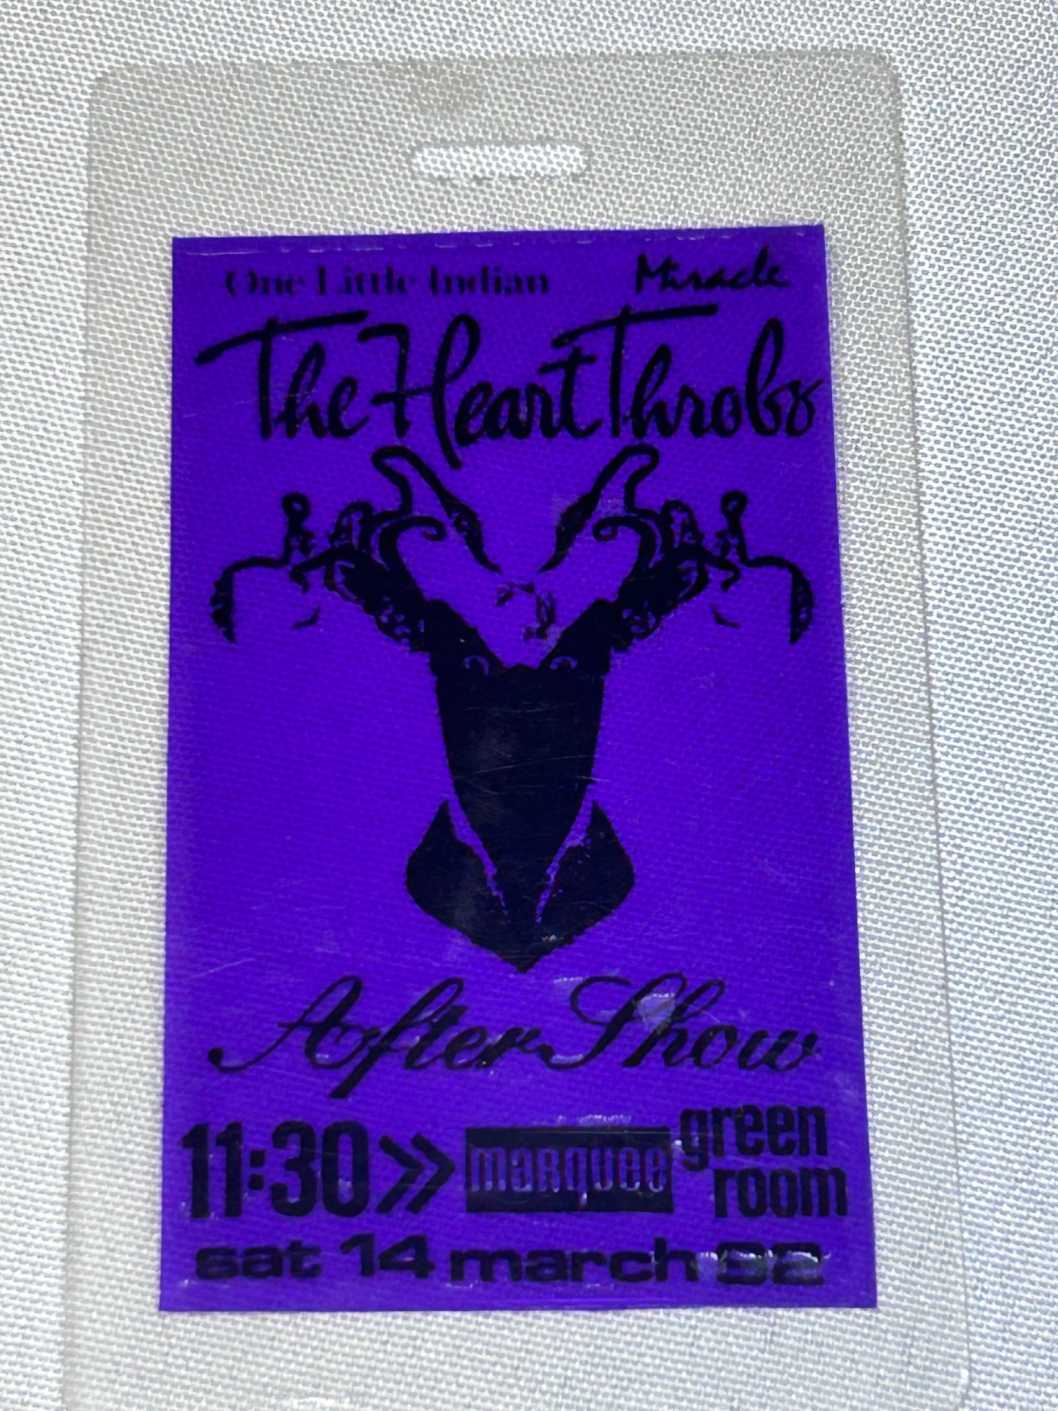 One Little Indian Miracle
The Heart Throbs
After Show
11:30 >> marquee green room
sat 14 march 92